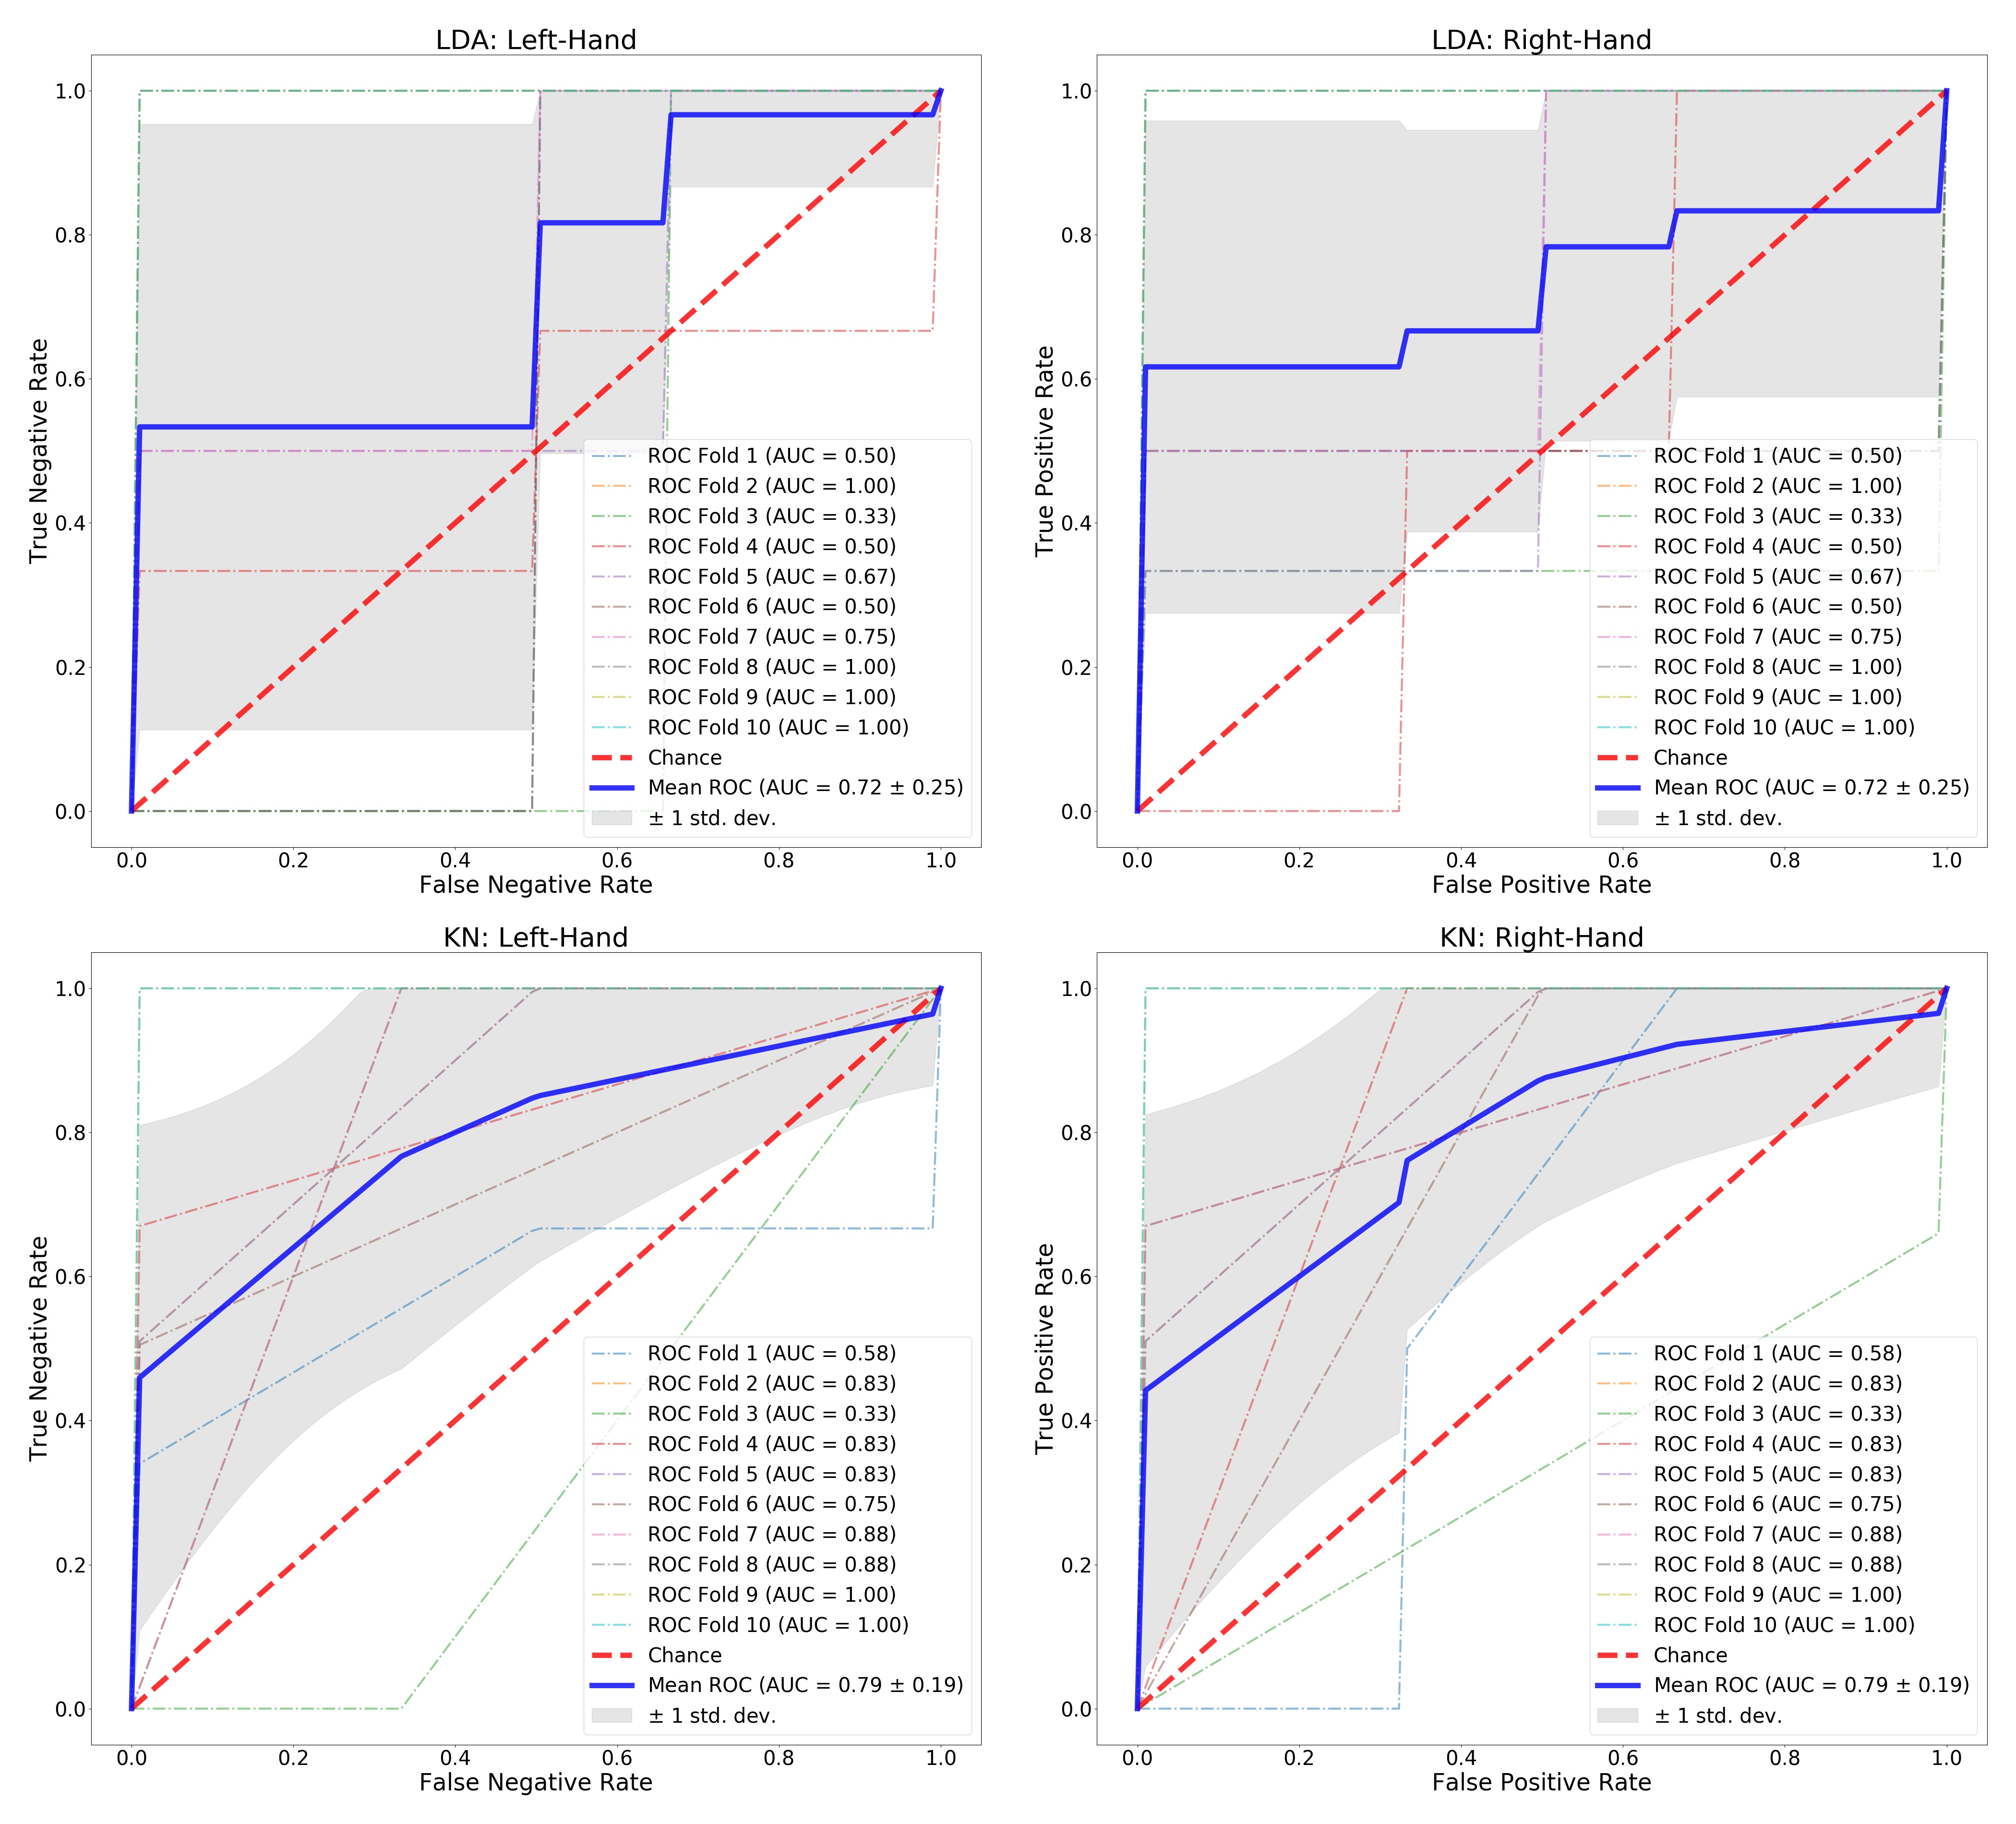 LDA: Left-Hand
1.0
0.8
0.6
0.4
0.2
0.0
True Negative Rate
ROC Fold 1 (AUC = 0.50)
ROC Fold 2 (AUC = 1.00)
ROC Fold 3 (AUC = 0.33)
ROC Fold 4 (AUC = 0.50)
ROC Fold 5 (AUC = 0.67)
ROC Fold 6 (AUC = 0.50)
ROC Fold 7 (AUC = 0.75)
ROC Fold 8 (AUC = 1.00)
ROC Fold 9 (AUC = 1.00)
ROC Fold 10 (AUC = 1.00)
Chance
Mean ROC (AUC = 0.72 ± 0.25)
± 1 std. dev.
0.0 0.2 0.4 0.6 0.8 1.0
False Negative Rate
LDA: Right-Hand
1.0
0.8
0.6
0.4
0.2
0.0
True Positive Rate
ROC Fold 1 (AUC = 0.50)
ROC Fold 2 (AUC = 1.00)
ROC Fold 3 (AUC = 0.33)
ROC Fold 4 (AUC = 0.50)
ROC Fold 5 (AUC = 0.67)
ROC Fold 6 (AUC = 0.50)
ROC Fold 7 (AUC = 0.75)
ROC Fold 8 (AUC = 1.00)
ROC Fold 9 (AUC = 1.00)
ROC Fold 10 (AUC = 1.00)
Chance
Mean ROC (AUC = 0.72 ± 0.25)
± 1 std. dev.
0.0 0.2 0.4 0.6 0.8 1.0
False Positive Rate
KN: Left-Hand
1.0
0.8
0.6
0.4
0.2
0.0
True Negative Rate
ROC Fold 1 (AUC = 0.58)
ROC Fold 2 (AUC = 0.83)
ROC Fold 3 (AUC = 0.33)
ROC Fold 4 (AUC = 0.83)
ROC Fold 5 (AUC = 0.83)
ROC Fold 6 (AUC = 0.75)
ROC Fold 7 (AUC = 0.88)
ROC Fold 8 (AUC = 0.88)
ROC Fold 9 (AUC = 1.00)
ROC Fold 10 (AUC = 1.00)
Chance
Mean ROC (AUC = 0.79 ± 0.19)
± 1 std. dev.
0.0 0.2 0.4 0.6 0.8 1.0
False Negative Rate
KN: Right-Hand
1.0
0.8
0.6
0.4
0.2
0.0
True Positive Rate
ROC Fold 1 (AUC = 0.58)
ROC Fold 2 (AUC = 0.83)
ROC Fold 3 (AUC = 0.33)
ROC Fold 4 (AUC = 0.83)
ROC Fold 5 (AUC = 0.83)
ROC Fold 6 (AUC = 0.75)
ROC Fold 7 (AUC = 0.88)
ROC Fold 8 (AUC = 0.88)
ROC Fold 9 (AUC = 1.00)
ROC Fold 10 (AUC = 1.00)
Chance
Mean ROC (AUC = 0.79 ± 0.19)
± 1 std. dev.
0.0 0.2 0.4 0.6 0.8 1.0
False Positive Rate